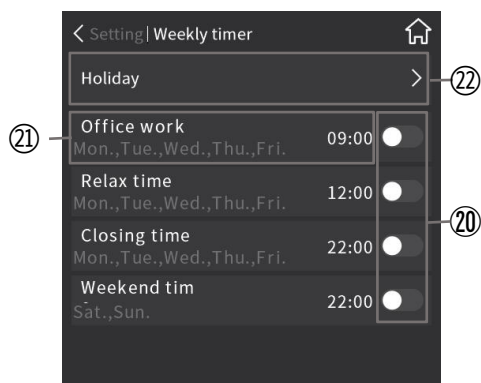 Setting | Weekly timer
Holiday
㉒
㉑
Office work
Mon.,Tue.,Wed.,Thu.,Fri.
09:00
Relax time
Mon.,Tue.,Wed.,Thu.,Fri.
12:00
⑳
Closing time
Mon.,Tue.,Wed.,Thu.,Fri.
22:00
Weekend tim
Sat.,Sun.
22:00